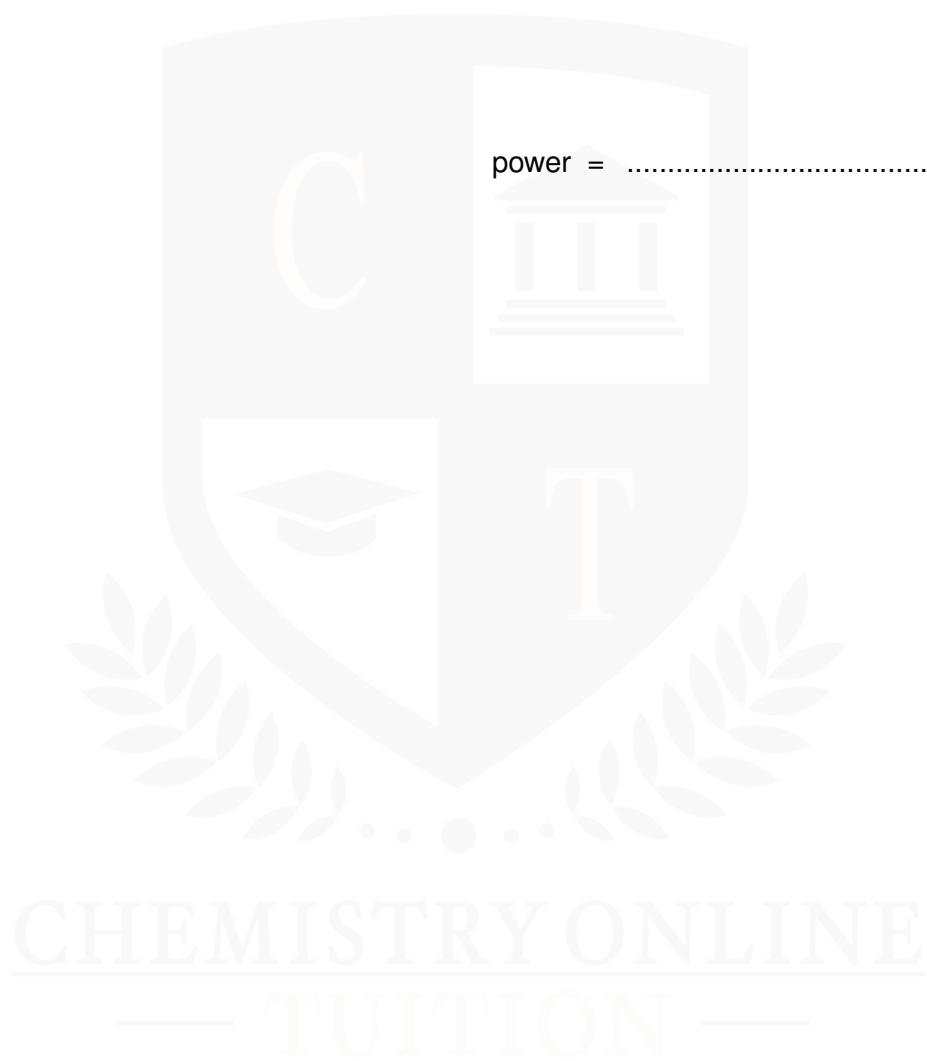 power = .....................................
C
T
CHEMISTRY ONLINE
TUITION